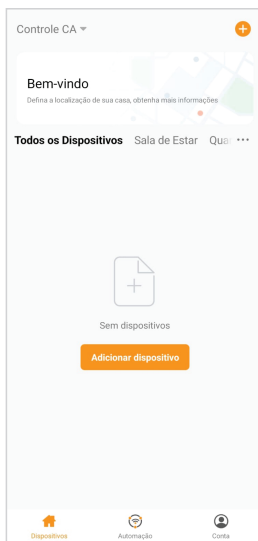 Controle CA
Bem-vindo
Defina a localização de sua casa, obtenha mais informações
Todos os Dispositivos Sala de Estar Qua
Sem dispositivos
Adicionar dispositivo
Dispositivos Automação Conta